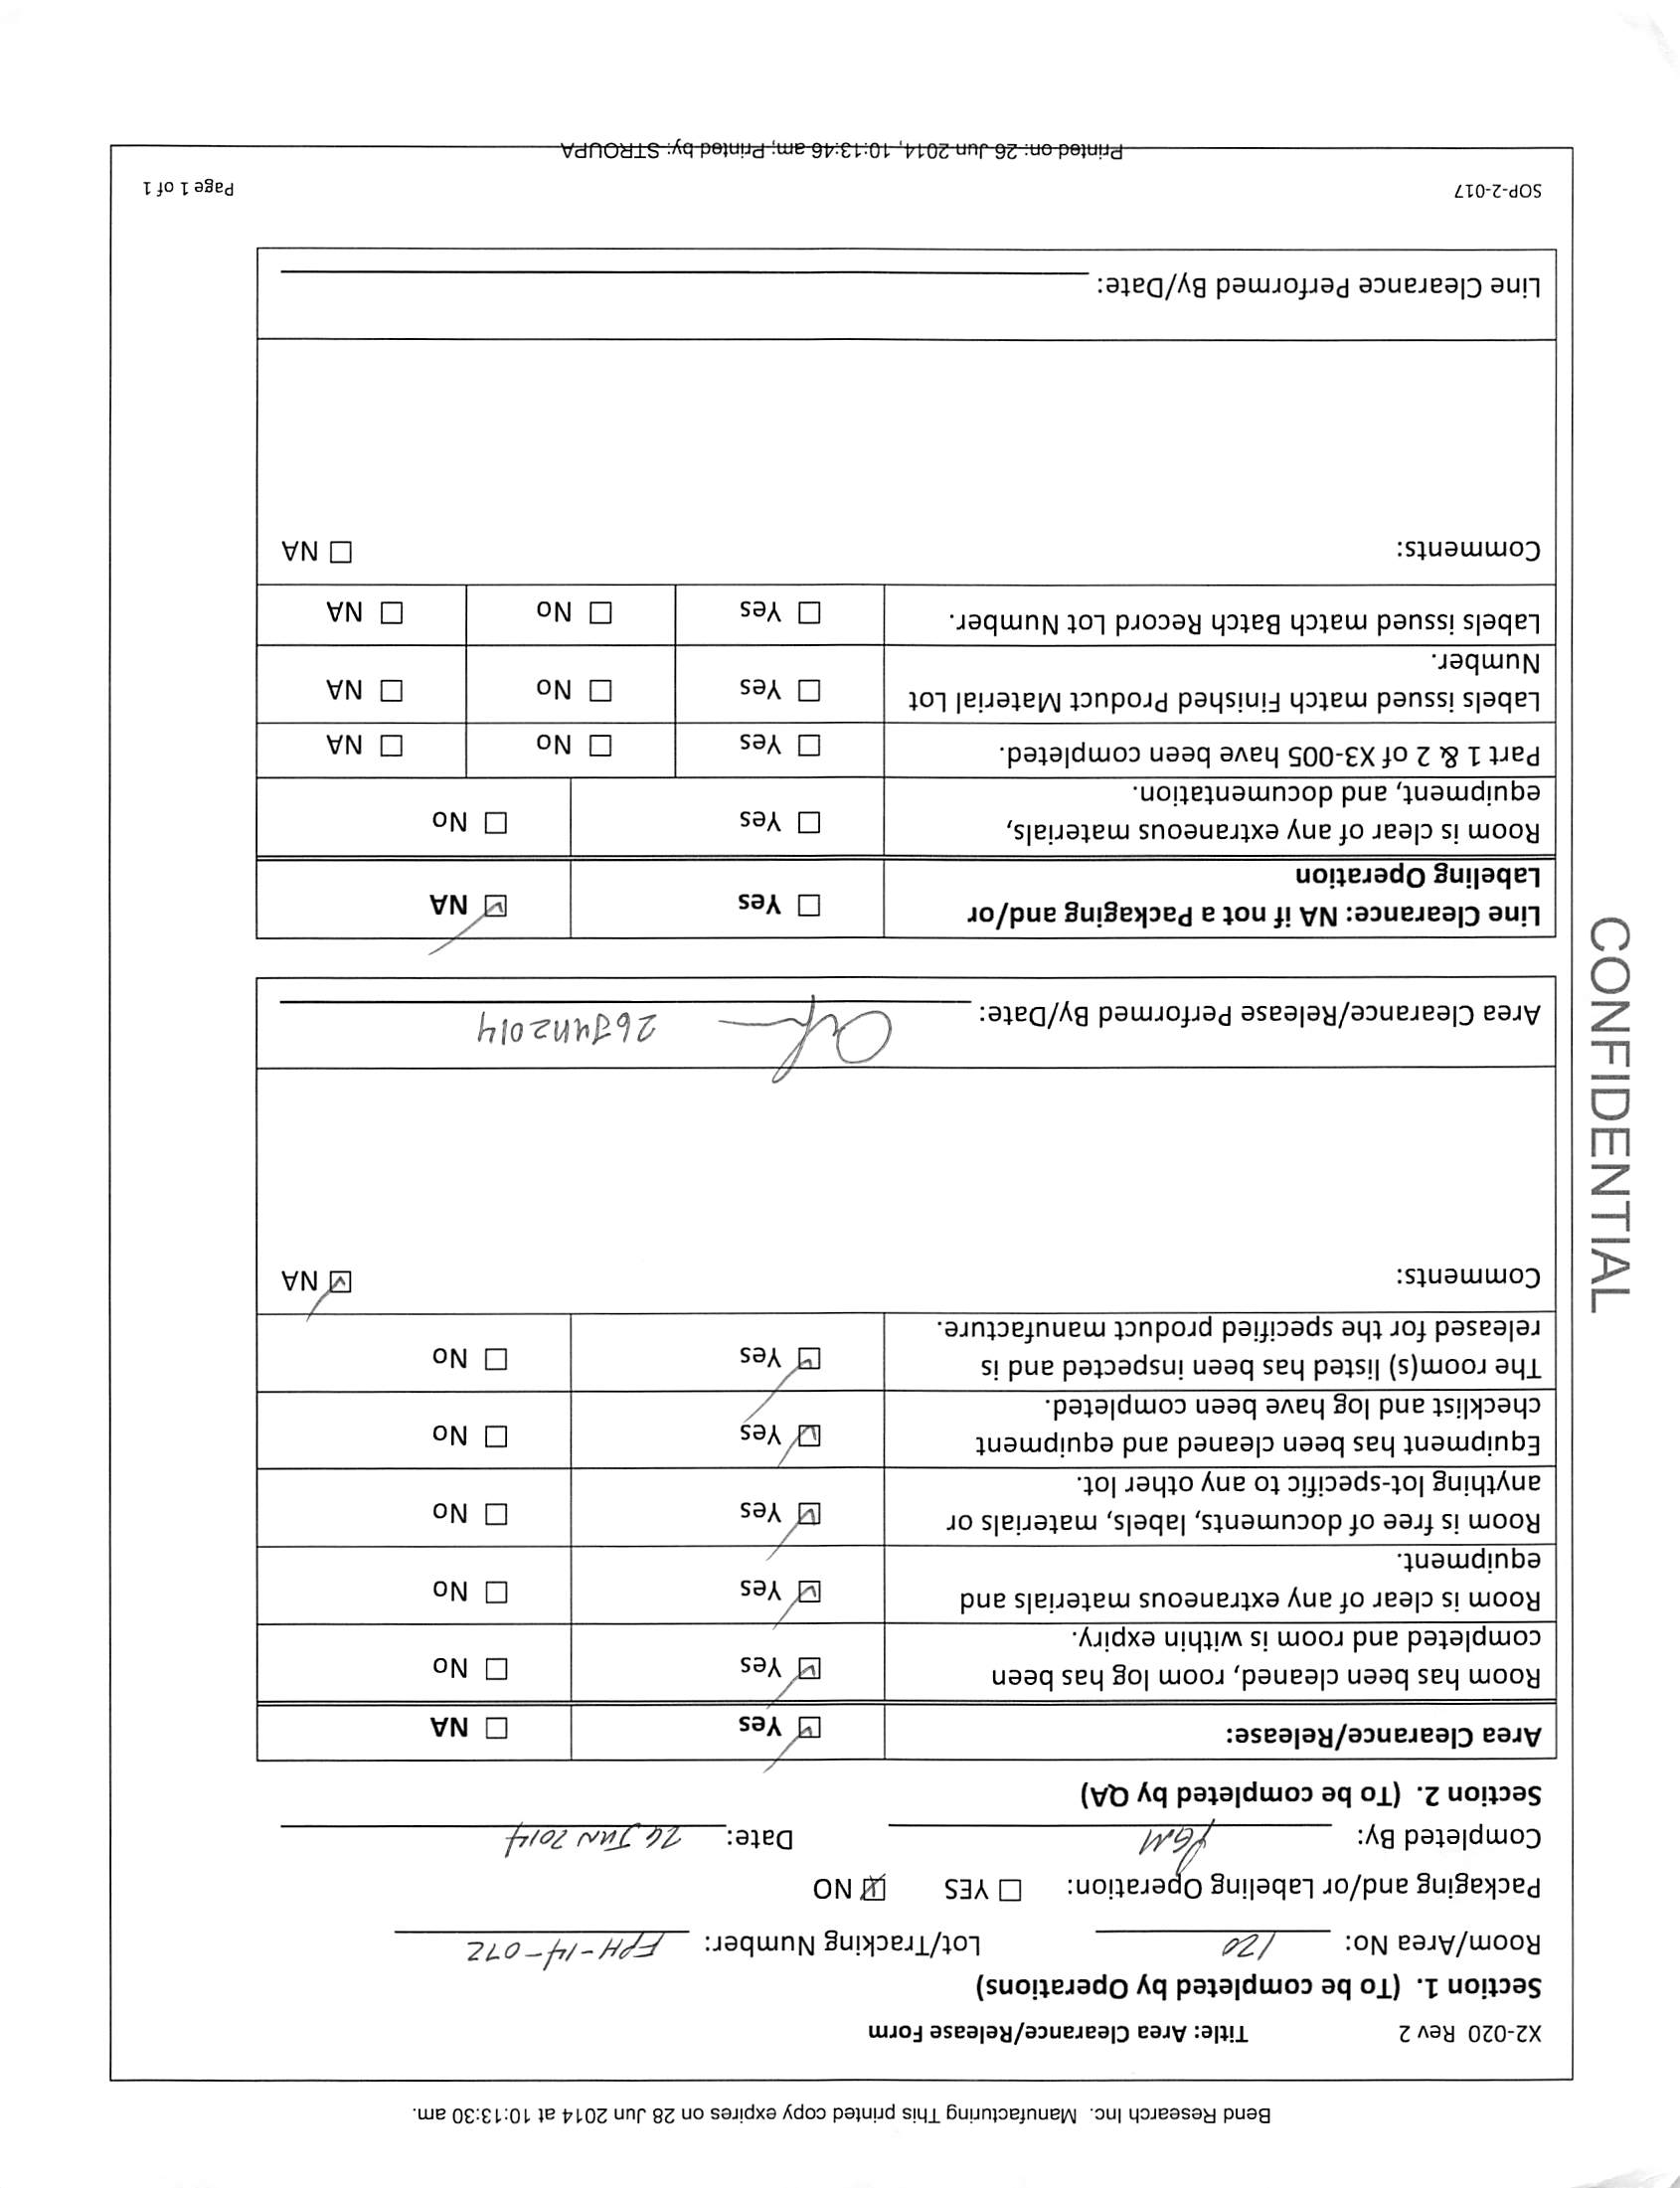 Bend Research Inc.  Manufacturing This printed copy expires on 28 Jun 2014 at 10:13:30 am.
X2-020  Rev 2    Title: Area Clearance/Release Form
Section 1.  (To be completed by Operations)
Room/Area No: 120    Lot/Tracking Number: FPH-14-072
Packaging and/or Labeling Operation:  ☐ YES  ☒ NO
Completed By: PGM    Date: 26 JUN 2014
Section 2.  (To be completed by QA)
Area Clearance/Release:  ☑ Yes  ☐ NA
Room has been cleaned, room log has been
completed and room is within expiry.  ☑ Yes  ☐ No
Room is clear of any extraneous materials and
equipment.  ☑ Yes  ☐ No
Room is free of documents, labels, materials or
anything lot-specific to any other lot.  ☑ Yes  ☐ No
Equipment has been cleaned and equipment
checklist and log have been completed.  ☑ Yes  ☐ No
The room(s) listed has been inspected and is
released for the specified product manufacture.  ☑ Yes  ☐ No
Comments:  ☑ NA
Area Clearance/Release Performed By/Date: 26JUN2014
Line Clearance: NA if not a Packaging and/or
Labeling Operation  ☐ Yes  ☑ NA
Room is clear of any extraneous materials,
equipment, and documentation.  ☐ Yes  ☐ No
Part 1 & 2 of X3-005 have been completed.  ☐ Yes  ☐ No  ☐ NA
Labels issued match Finished Product Material Lot
Number.  ☐ Yes  ☐ No  ☐ NA
Labels issued match Batch Record Lot Number.  ☐ Yes  ☐ No  ☐ NA
Comments:  ☐ NA
Line Clearance Performed By/Date:
SOP-2-017    Page 1 of 1
Printed on: 26 Jun 2014, 10:13:46 am; Printed by: STROUPA
CONFIDENTIAL